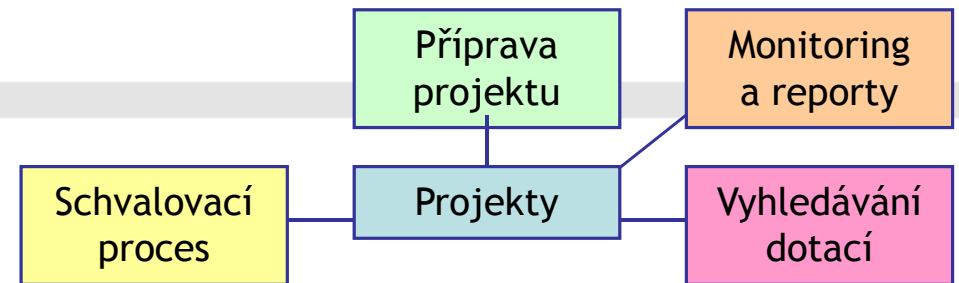 Příprava
projektu
Monitoring
a reporty
Schvalovací
proces
Projekty
Vyhledávání
dotací